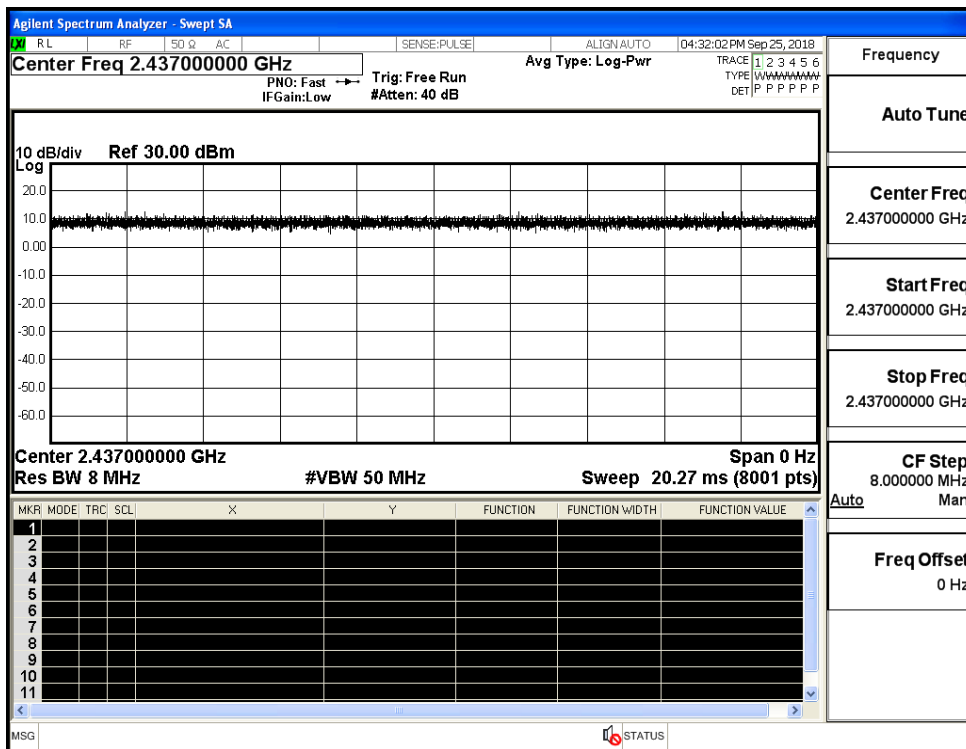 Agilent Spectrum Analyzer - Swept SA
LXI RL RF 50 Ω AC SENSE:PULSE ALIGN AUTO 04:32:02 PM Sep 25, 2018
Center Freq 2.437000000 GHz
PNO: Fast
IFGain:Low
Trig: Free Run
#Atten: 40 dB
Avg Type: Log-Pwr
TRACE 1 2 3 4 5 6
TYPE WWWWWW
DET P P P P P P
10 dB/div Ref 30.00 dBm
Log
20.0
10.0
0.00
-10.0
-20.0
-30.0
-40.0
-50.0
-60.0
Center 2.437000000 GHz Span 0 Hz
Res BW 8 MHz #VBW 50 MHz Sweep 20.27 ms (8001 pts)
MKR MODE TRC SCL X Y FUNCTION FUNCTION WIDTH FUNCTION VALUE
1
2
3
4
5
6
7
8
9
10
11
MSG STATUS
Frequency
Auto Tune
Center Freq
2.437000000 GHz
Start Freq
2.437000000 GHz
Stop Freq
2.437000000 GHz
CF Step
8.000000 MHz
Auto Man
Freq Offset
0 Hz